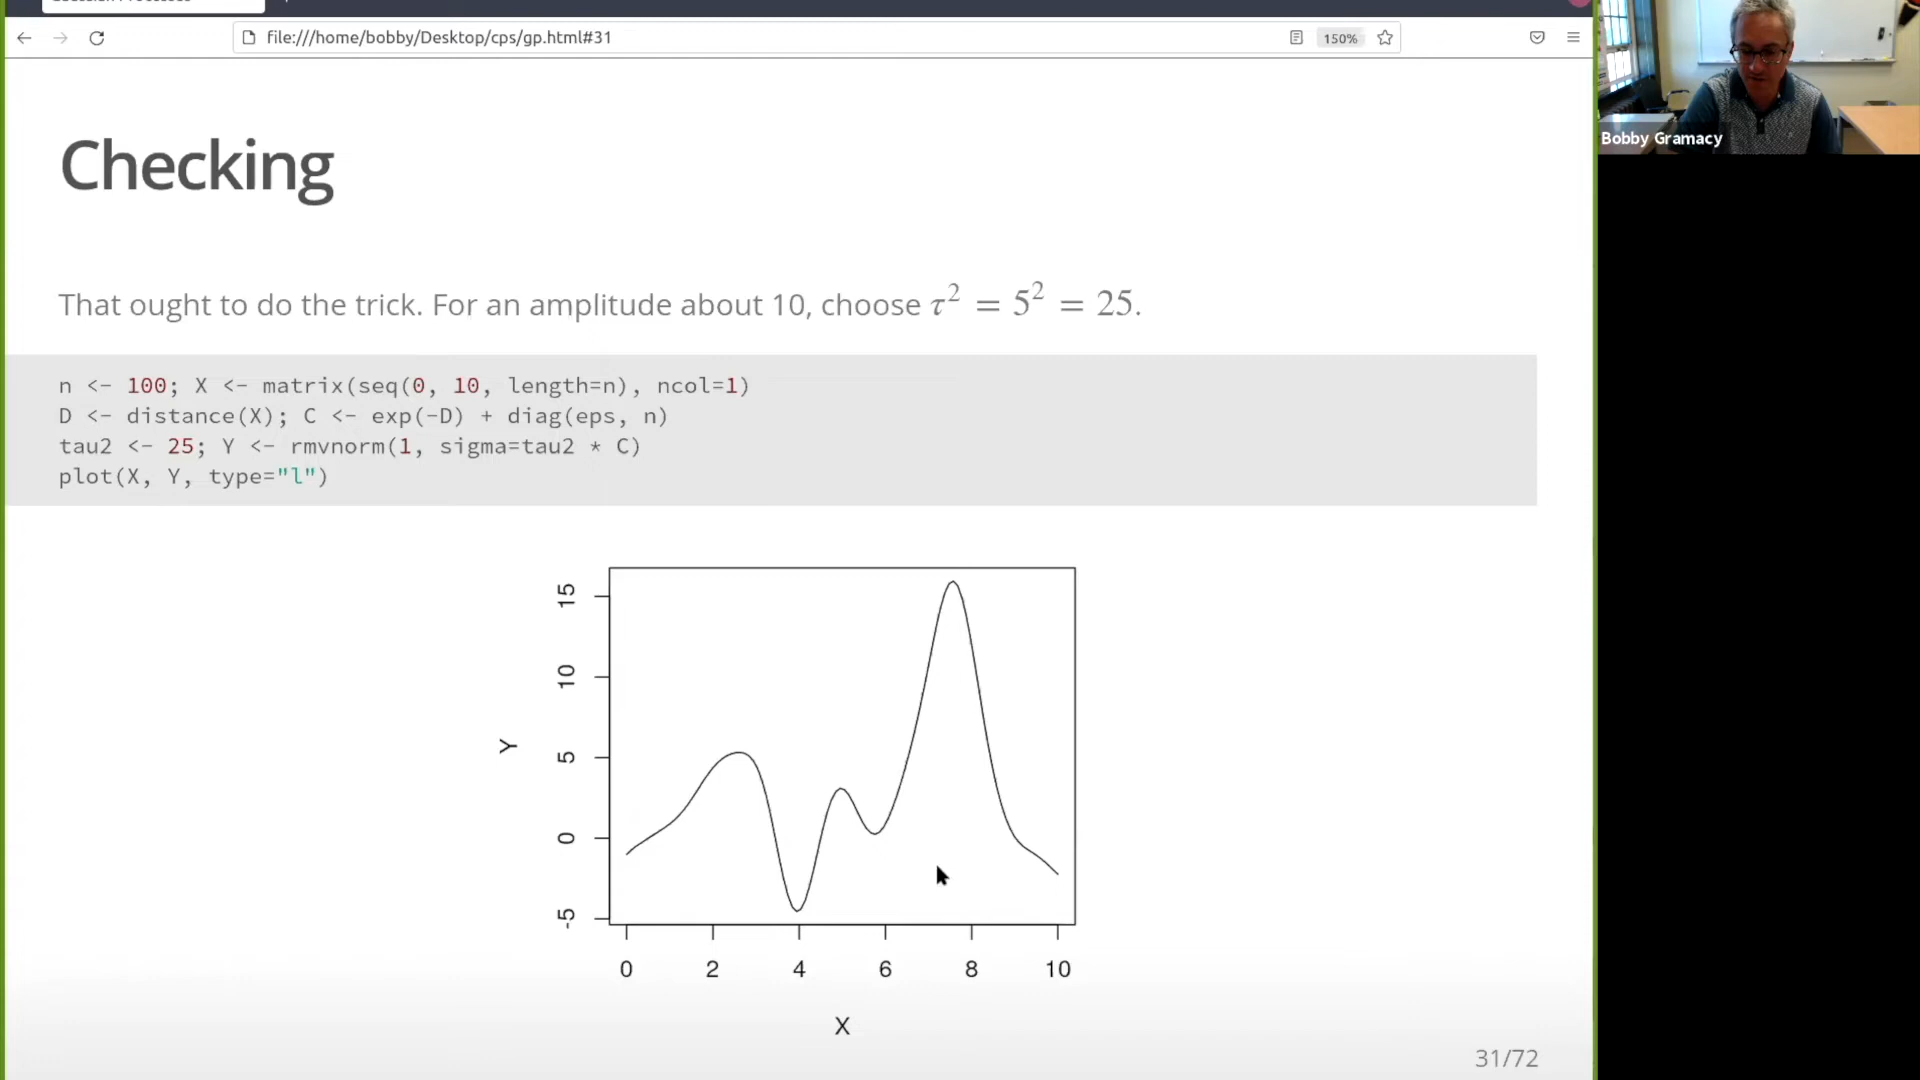 file:///home/bobby/Desktop/cps/gp.html#31
150%
Bobby Gramacy
Checking
That ought to do the trick. For an amplitude about 10, choose τ² = 5² = 25.
n <- 100; X <- matrix(seq(0, 10, length=n), ncol=1)
D <- distance(X); C <- exp(-D) + diag(eps, n)
tau2 <- 25; Y <- rmvnorm(1, sigma=tau2 * C)
plot(X, Y, type="l")
15
10
5
0
-5
Y
0 2 4 6 8 10
X
31/72